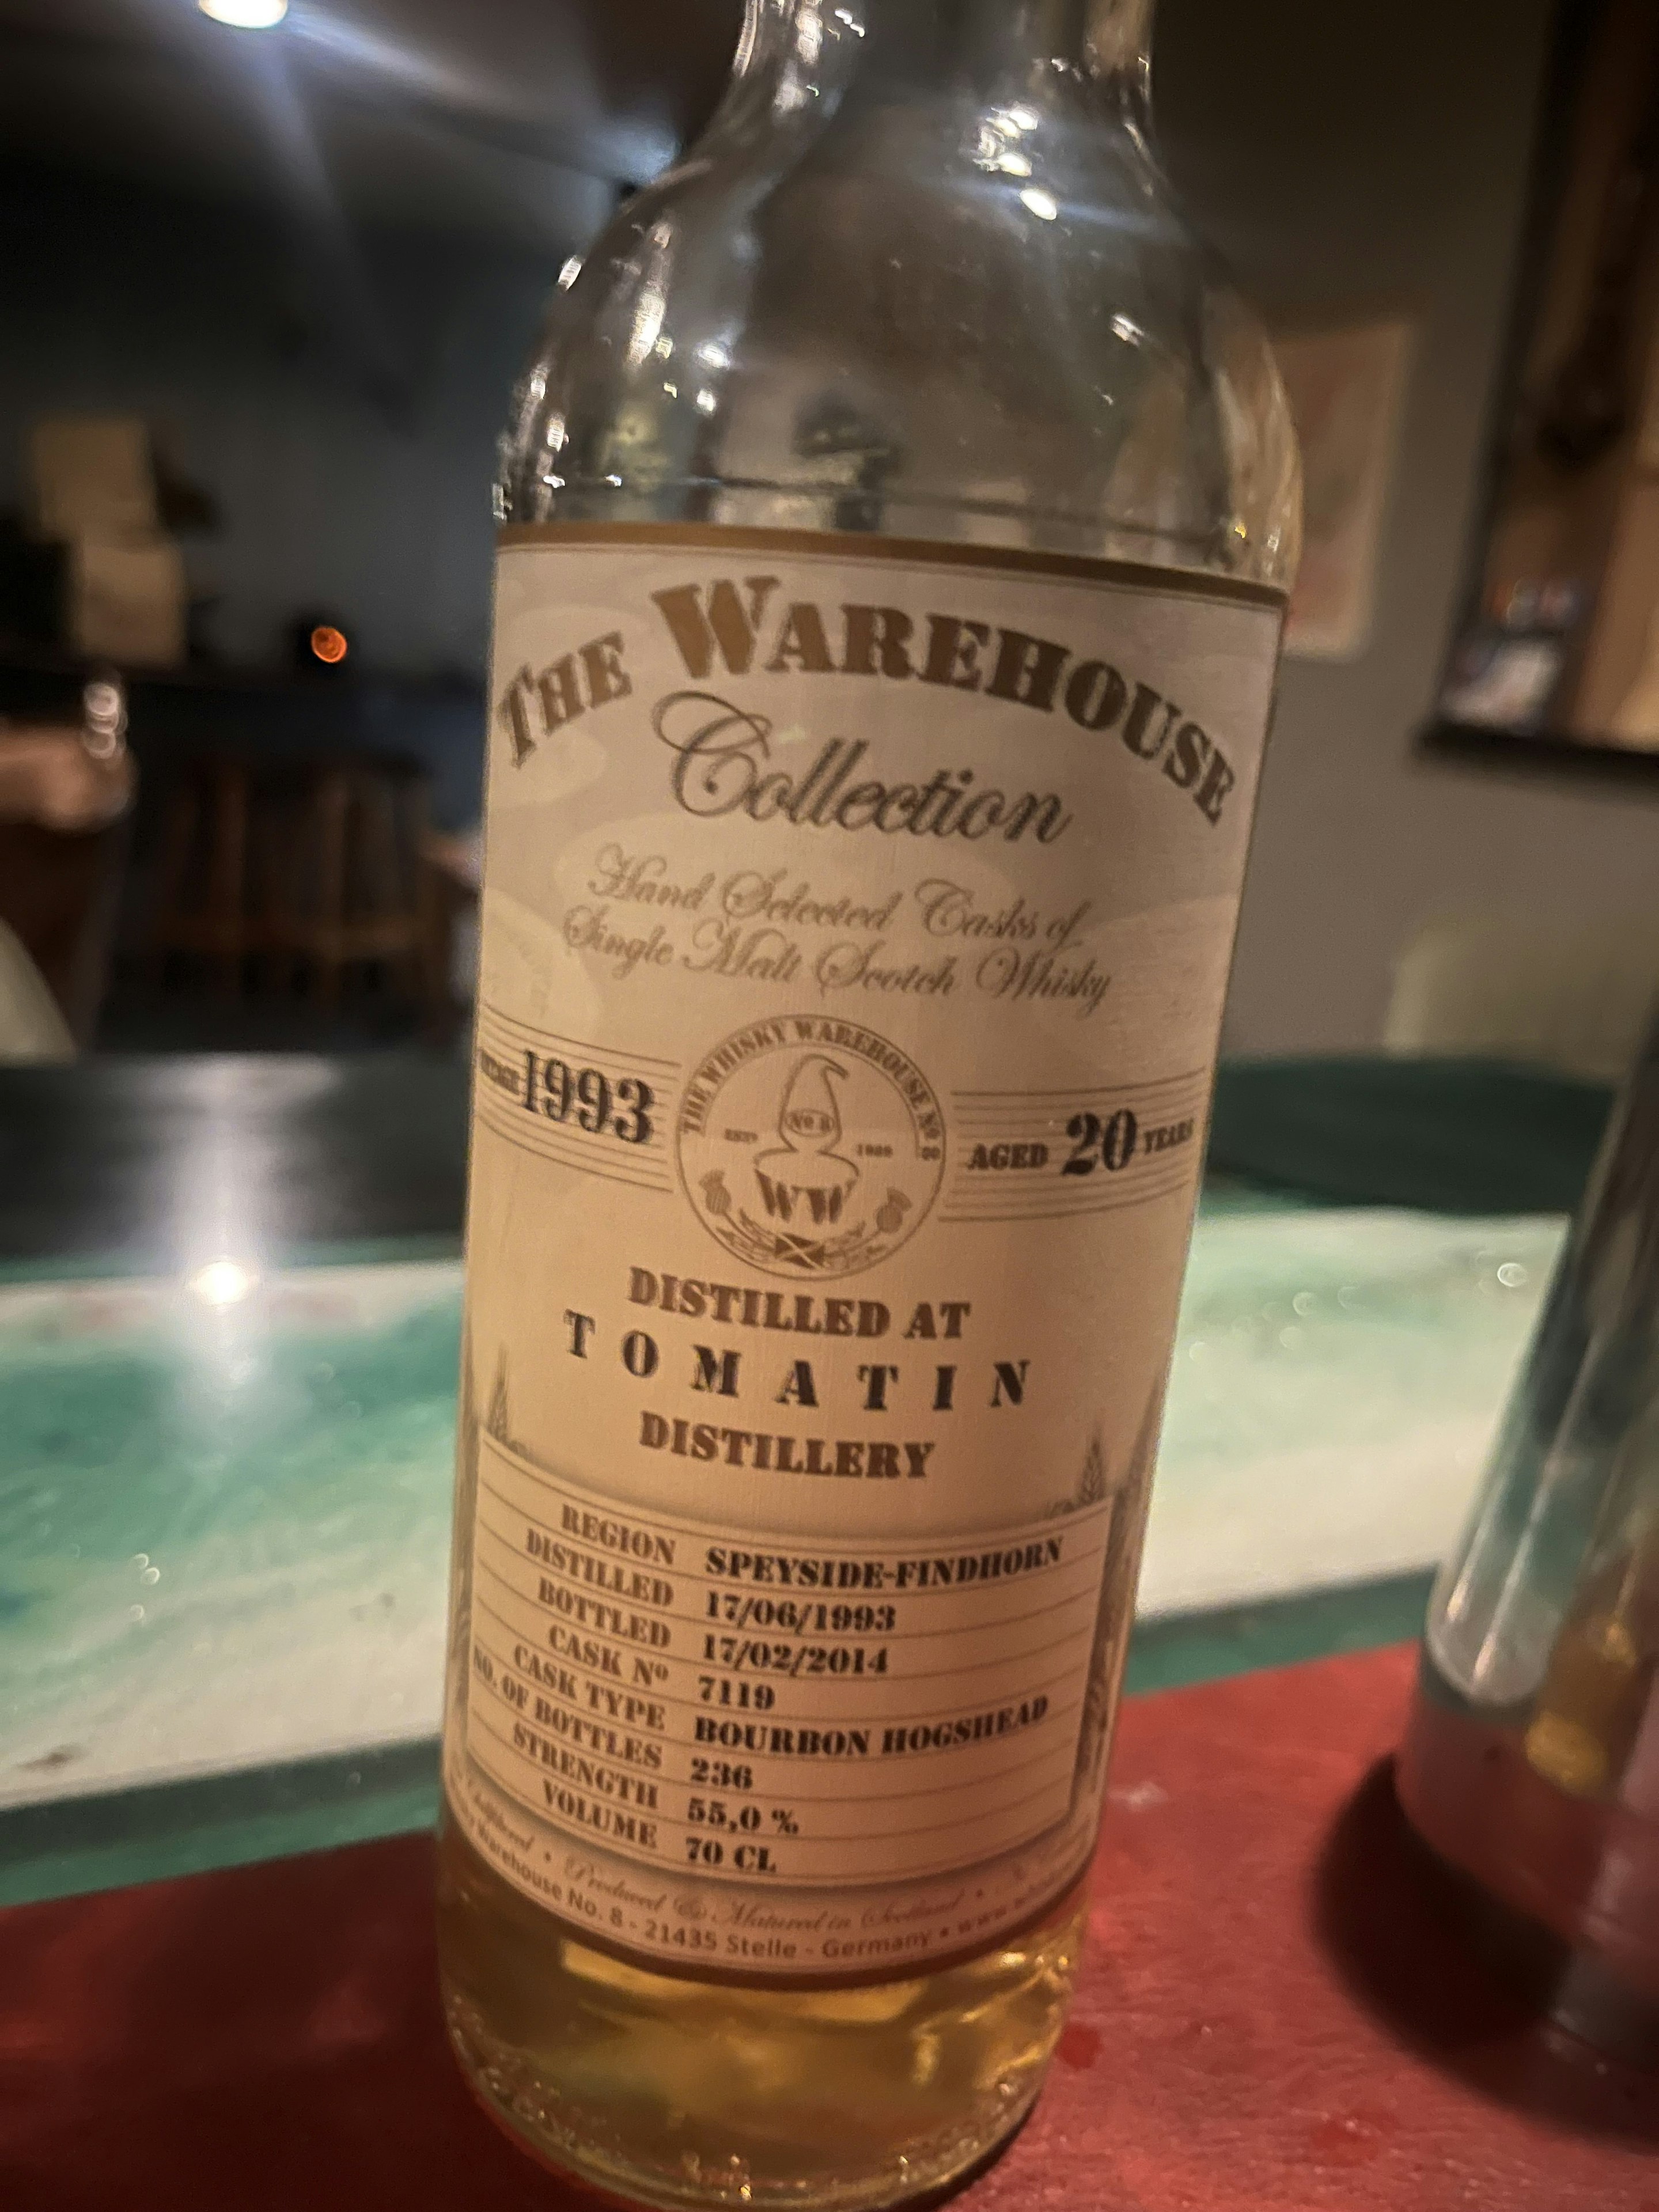 THE WAREHOUSE
Collection
Hand Selected Casks of
Single Malt Scotch Whisky
1993
THE WHISKY WAREHOUSE Nº
Nº 8
WW
AGED 20 YEARS
DISTILLED AT
TOMATIN
DISTILLERY
REGION SPEYSIDE-FINDHORN
DISTILLED 17/06/1993
BOTTLED 17/02/2014
CASK Nº 7119
CASK TYPE BOURBON HOGSHEAD
NO. OF BOTTLES 236
STRENGTH 55,0 %
VOLUME 70 CL
• Produced & Matured in Scotland •
Warehouse No. 8 - 21435 Stelle - Germany •